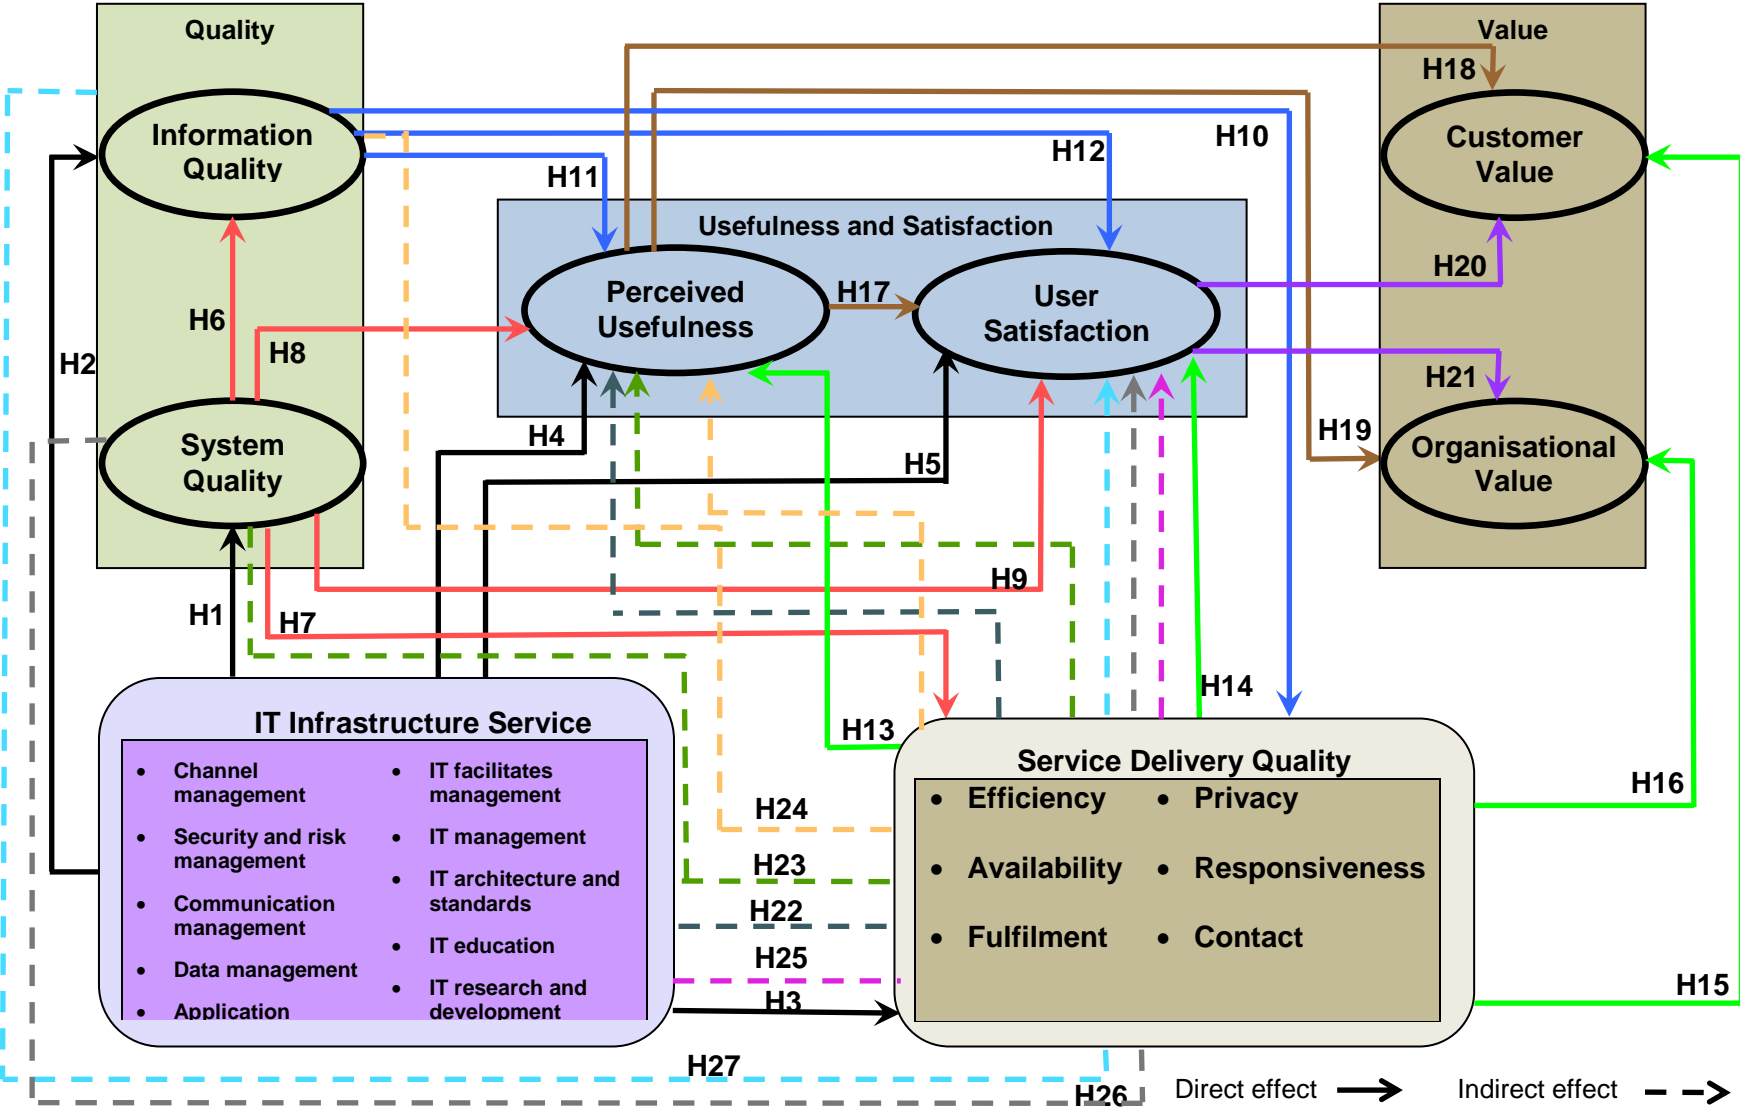 Quality
Value
H18
Information
Quality
H10
H12
H11
Customer
Value
Usefulness and Satisfaction
H20
Perceived
Usefulness
H17
User
Satisfaction
H6
H8
H2
H21
System
Quality
H4
H5
H19
Organisational
Value
H9
H1
H7
H14
H13
IT Infrastructure Service
• Channel
management
• Security and risk
management
• Communication
management
• Data management
• Application
• IT facilitates
management
• IT management
• IT architecture and
standards
• IT education
• IT research and
development
H24
H23
H22
H25
H3
Service Delivery Quality
• Efficiency
• Availability
• Fulfilment
• Privacy
• Responsiveness
• Contact
H16
H15
H27
H26
Direct effect
Indirect effect